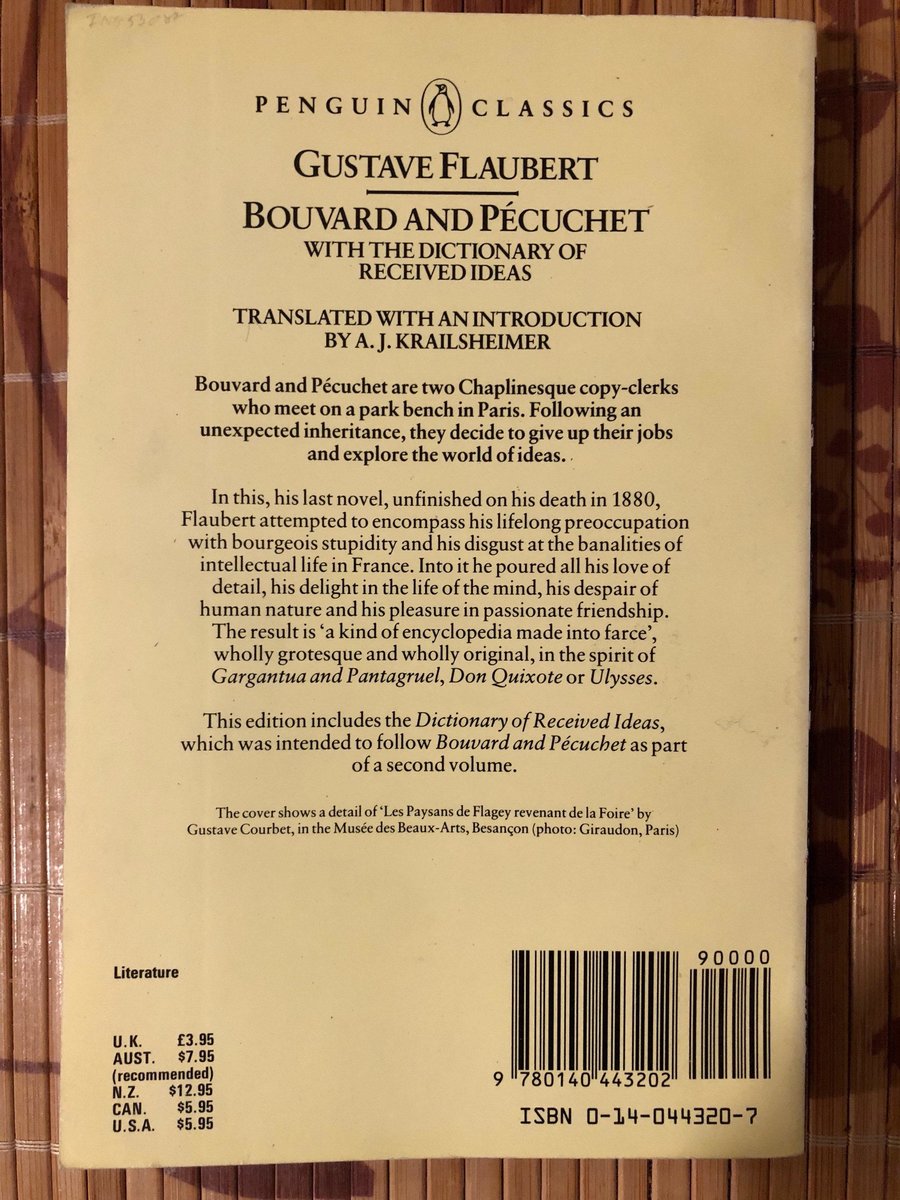 PENGUIN CLASSICS
GUSTAVE FLAUBERT
BOUVARD AND PÉCUCHET
WITH THE DICTIONARY OF
RECEIVED IDEAS
TRANSLATED WITH AN INTRODUCTION
BY A. J. KRAILSHEIMER
Bouvard and Pécuchet are two Chaplinesque copy-clerks
who meet on a park bench in Paris. Following an
unexpected inheritance, they decide to give up their jobs
and explore the world of ideas.
In this, his last novel, unfinished on his death in 1880,
Flaubert attempted to encompass his lifelong preoccupation
with bourgeois stupidity and his disgust at the banalities of
intellectual life in France. Into it he poured all his love of
detail, his delight in the life of the mind, his despair of
human nature and his pleasure in passionate friendship.
The result is ‘a kind of encyclopedia made into farce’,
wholly grotesque and wholly original, in the spirit of
Gargantua and Pantagruel, Don Quixote or Ulysses.
This edition includes the Dictionary of Received Ideas,
which was intended to follow Bouvard and Pécuchet as part
of a second volume.
The cover shows a detail of ‘Les Paysans de Flagey revenant de la Foire’ by
Gustave Courbet, in the Musée des Beaux-Arts, Besançon (photo: Giraudon, Paris)
Literature
U.K. £3.95
AUST. $7.95
(recommended)
N.Z. $12.95
CAN. $5.95
U.S.A. $5.95
90000
9 780140 443202
ISBN 0-14-044320-7